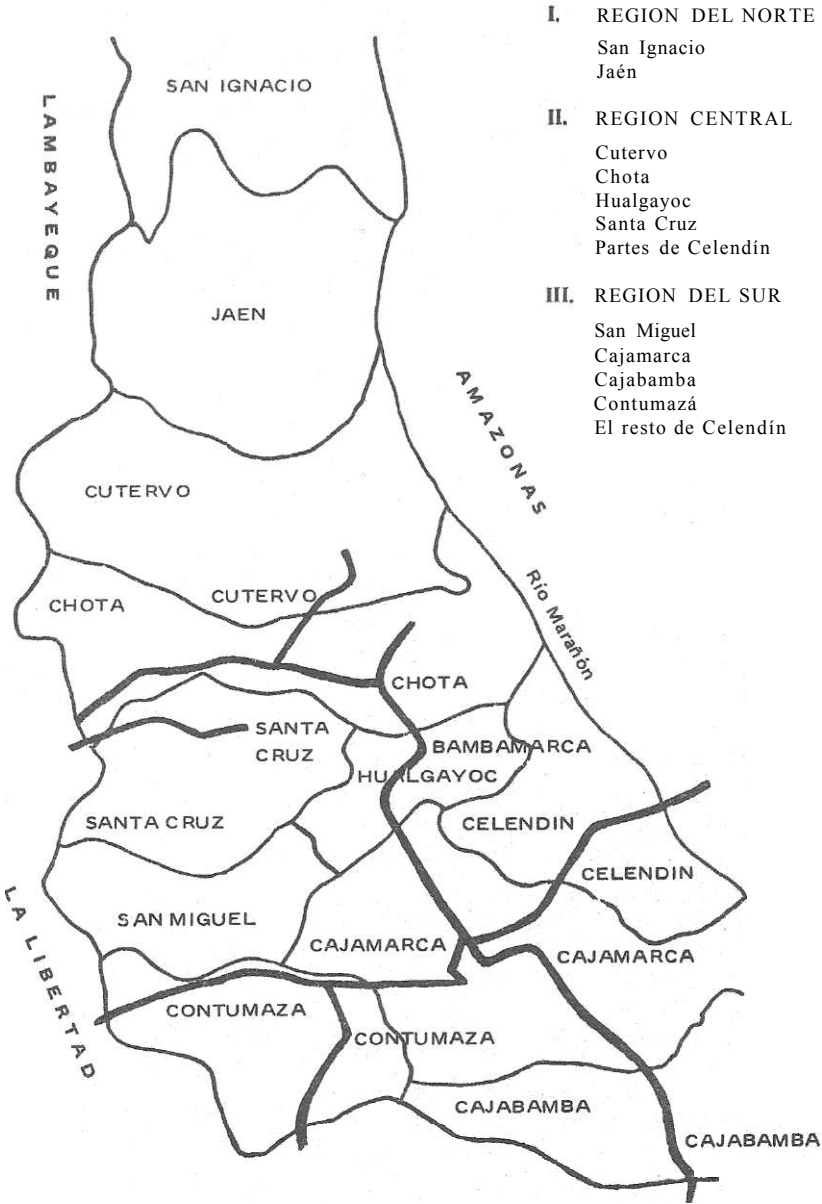 I. REGION DEL NORTE
San Ignacio
Jaén
II. REGION CENTRAL
Cutervo
Chota
Hualgayoc
Santa Cruz
Partes de Celendín
III. REGION DEL SUR
San Miguel
Cajamarca
Cajabamba
Contumazá
El resto de Celendín
LAMBAYEQUE
SAN IGNACIO
JAEN
AMAZONAS
CUTERVO
Río Marañón
CHOTA
CUTERVO
CHOTA
SANTA
CRUZ
BAMBAMARCA
HUALGAYOC
SANTA CRUZ
CELENDIN
CELENDIN
LA LIBERTAD
SAN MIGUEL
CAJAMARCA
CAJAMARCA
CONTUMAZA
CONTUMAZA
CAJABAMBA
CAJABAMBA